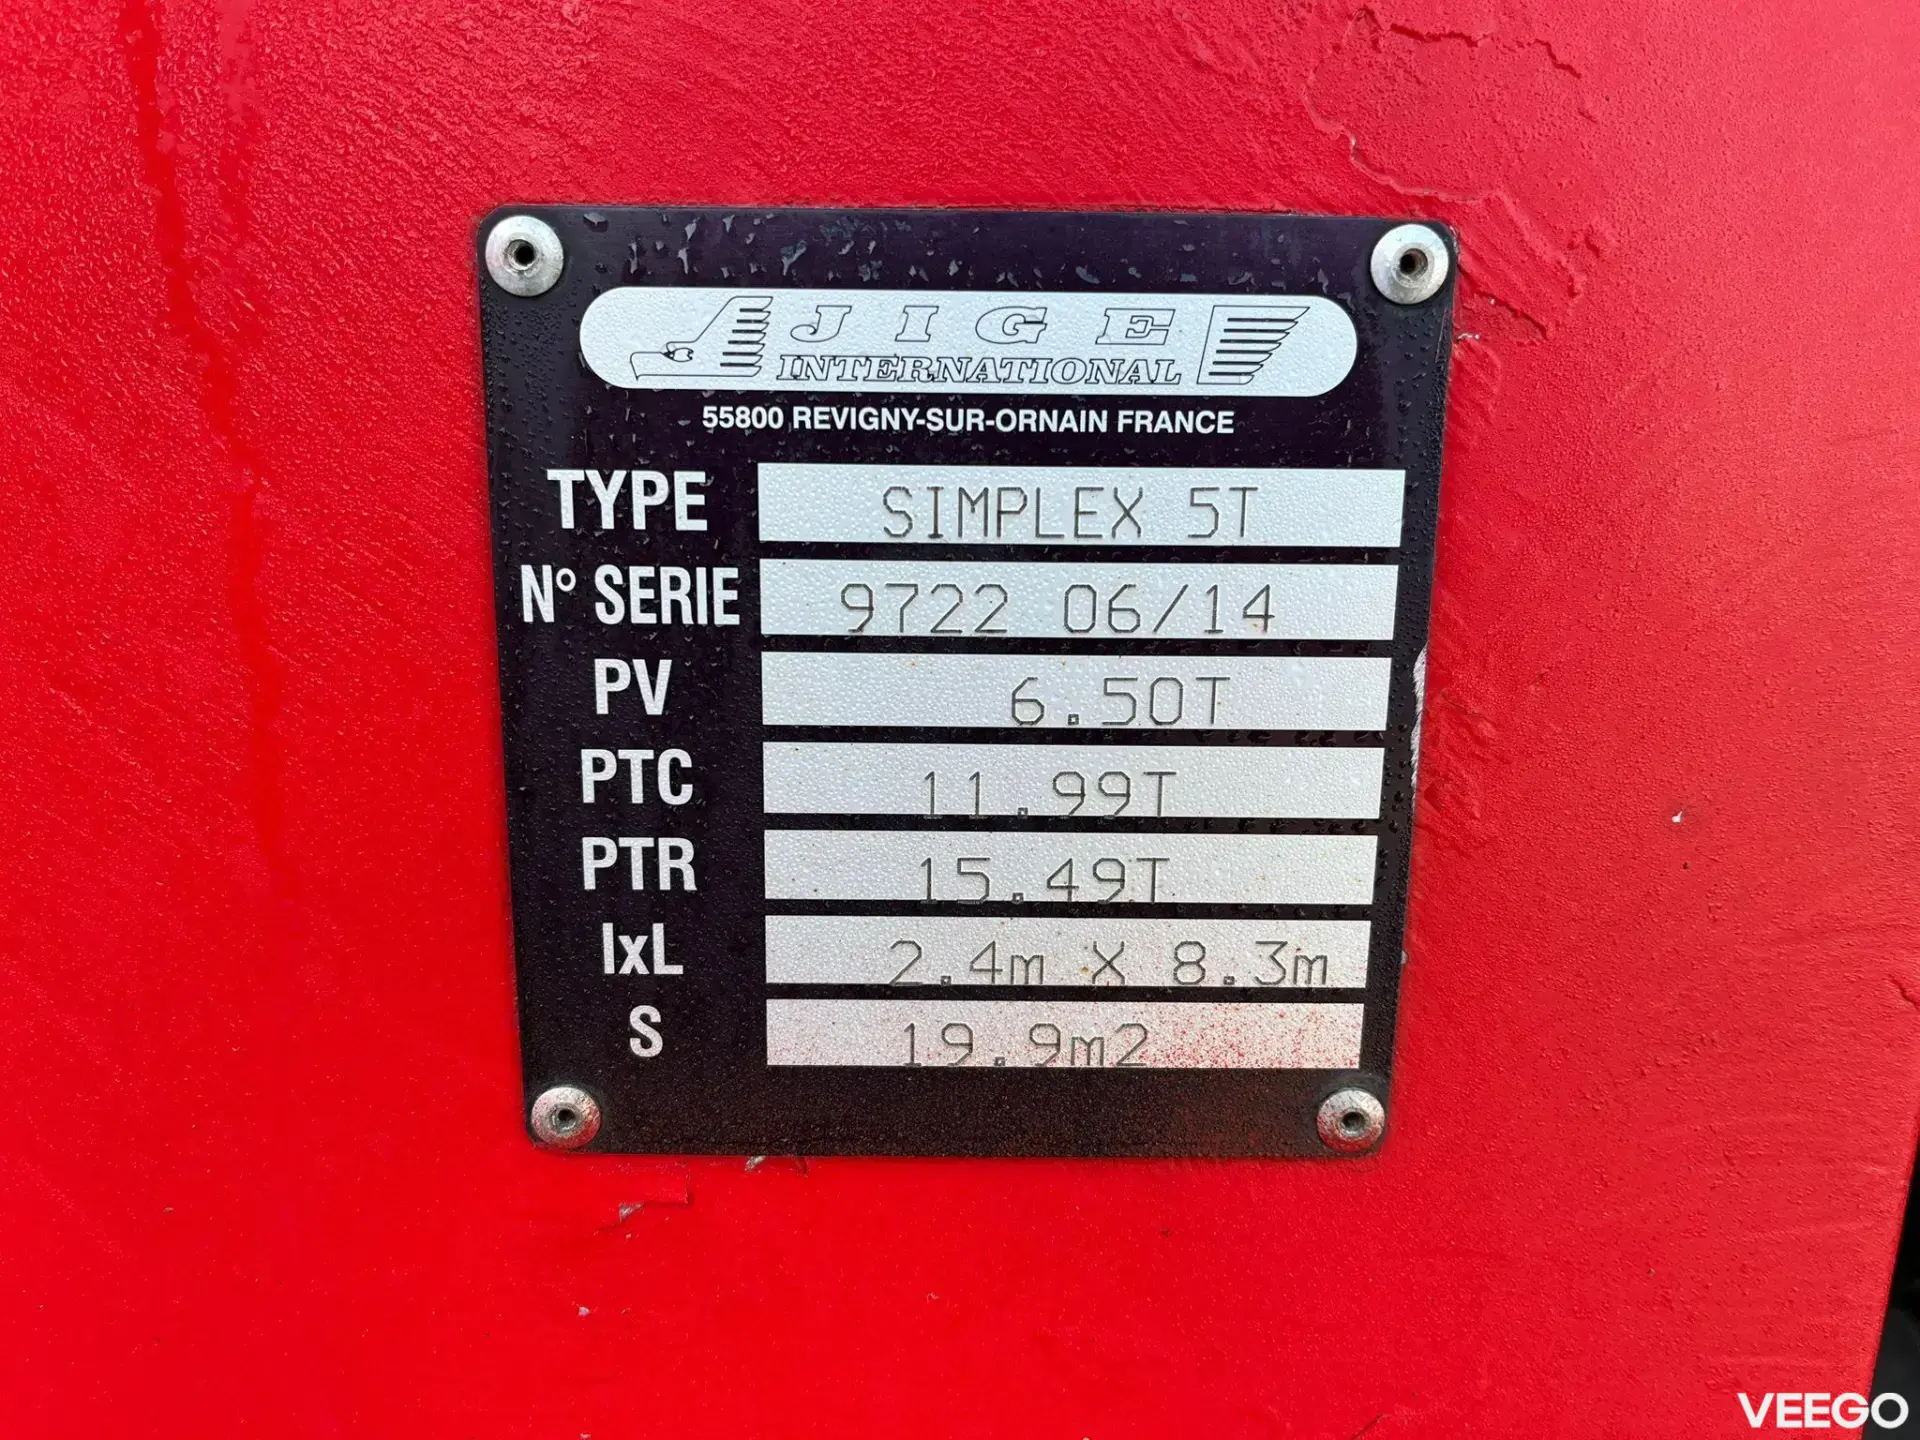 JIGE
INTERNATIONAL
55800 REVIGNY-SUR-ORNAIN FRANCE
TYPE SIMPLEX 5T
N° SERIE 9722 06/14
PV 6.50T
PTC 11.99T
PTR 15.49T
lxL 2.4m X 8.3m
S 19.9m2
VEEGO